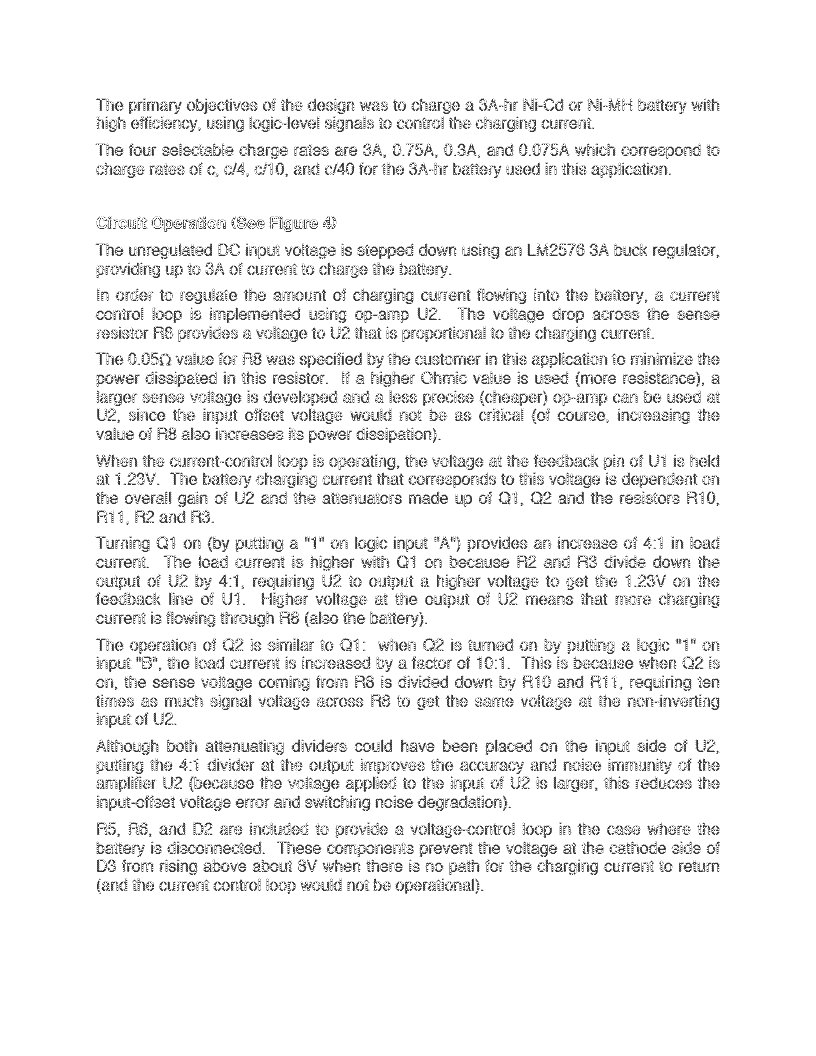 The primary objectives of the design was to charge a 3A-hr Ni-Cd or Ni-MH battery with
high efficiency, using logic-level signals to control the charging current.
The four selectable charge rates are 3A, 0.75A, 0.3A, and 0.075A which correspond to
charge rates of c, c/4, c/10, and c/40 for the 3A-hr battery used in this application.
Circuit Operation (See Figure 4)
The unregulated DC input voltage is stepped down using an LM2576 3A buck regulator,
providing up to 3A of current to charge the battery.
In order to regulate the amount of charging current flowing into the battery, a current
control loop is implemented using op-amp U2. The voltage drop across the sense
resistor R8 provides a voltage to U2 that is proportional to the charging current.
The 0.05Ω value for R8 was specified by the customer in this application to minimize the
power dissipated in this resistor. If a higher Ohmic value is used (more resistance), a
larger sense voltage is developed and a less precise (cheaper) op-amp can be used at
U2, since the input offset voltage would not be as critical (of course, increasing the
value of R8 also increases its power dissipation).
When the current-control loop is operating, the voltage at the feedback pin of U1 is held
at 1.23V. The battery charging current that corresponds to this voltage is dependent on
the overall gain of U2 and the attenuators made up of Q1, Q2 and the resistors R10,
R11, R2 and R3.
Turning Q1 on (by putting a "1" on logic input "A") provides an increase of 4:1 in load
current. The load current is higher with Q1 on because R2 and R3 divide down the
output of U2 by 4:1, requiring U2 to output a higher voltage to get the 1.23V on the
feedback line of U1. Higher voltage at the output of U2 means that more charging
current is flowing through R8 (also the battery).
The operation of Q2 is similar to Q1: when Q2 is turned on by putting a logic "1" on
input "B", the load current is increased by a factor of 10:1. This is because when Q2 is
on, the sense voltage coming from R8 is divided down by R10 and R11, requiring ten
times as much signal voltage across R8 to get the same voltage at the non-inverting
input of U2.
Although both attenuating dividers could have been placed on the input side of U2,
putting the 4:1 divider at the output improves the accuracy and noise immunity of the
amplifier U2 (because the voltage applied to the input of U2 is larger, this reduces the
input-offset voltage error and switching noise degradation).
R5, R6, and D2 are included to provide a voltage-control loop in the case where the
battery is disconnected. These components prevent the voltage at the cathode side of
D3 from rising above about 8V when there is no path for the charging current to return
(and the current control loop would not be operational).